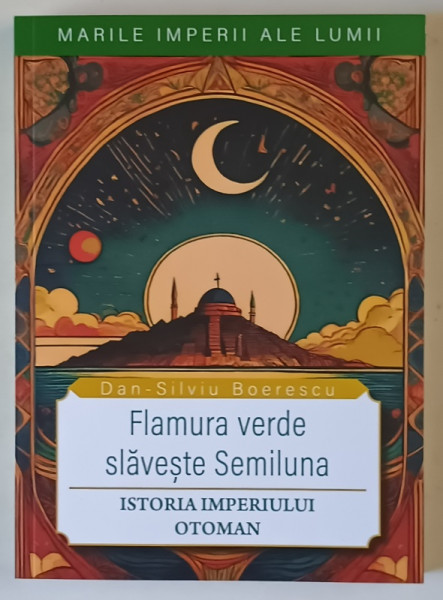 MARILE IMPERII ALE LUMII
Dan-Silviu Boerescu
Flamura verde
slăvește Semiluna
ISTORIA IMPERIULUI
OTOMAN